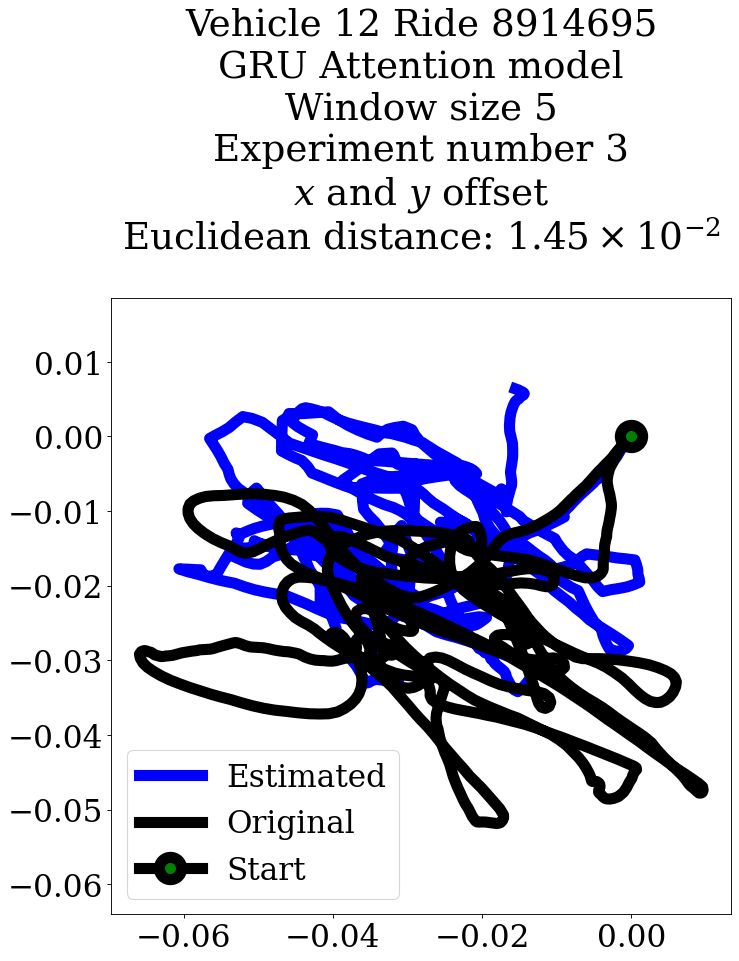 Vehicle 12 Ride 8914695
GRU Attention model
Window size 5
Experiment number 3
x and y offset
Euclidean distance: 1.45 × 10⁻²
0.01
0.00
−0.01
−0.02
−0.03
−0.04
−0.05
−0.06
Estimated
Original
Start
−0.06 −0.04 −0.02 0.00